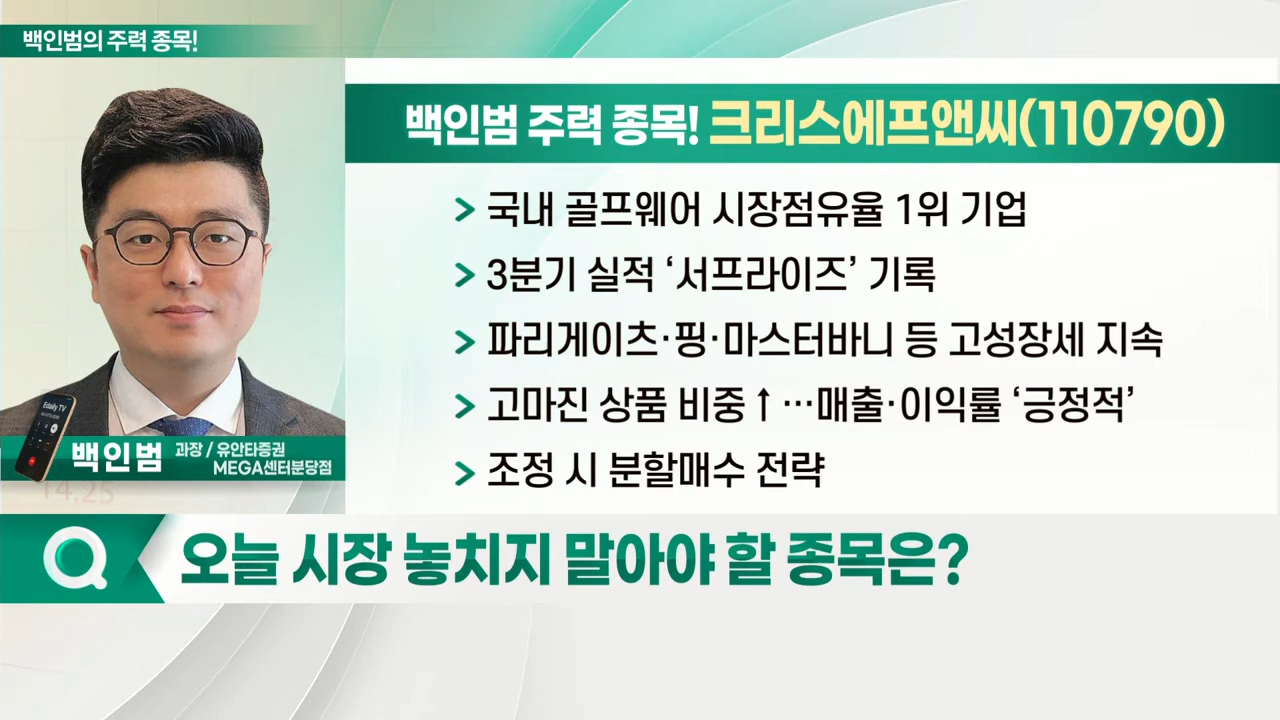 백인범의 주력 종목!
백인범 주력 종목! 크리스에프앤씨(110790)
> 국내 골프웨어 시장점유율 1위 기업
> 3분기 실적 ‘서프라이즈’ 기록
> 파리게이츠·핑·마스터바니 등 고성장세 지속
> 고마진 상품 비중↑…매출·이익률 ‘긍정적’
> 조정 시 분할매수 전략
Edaily TV
백인범 과장 / 유안타증권
MEGA센터분당점
14.25
오늘 시장 놓치지 말아야 할 종목은?